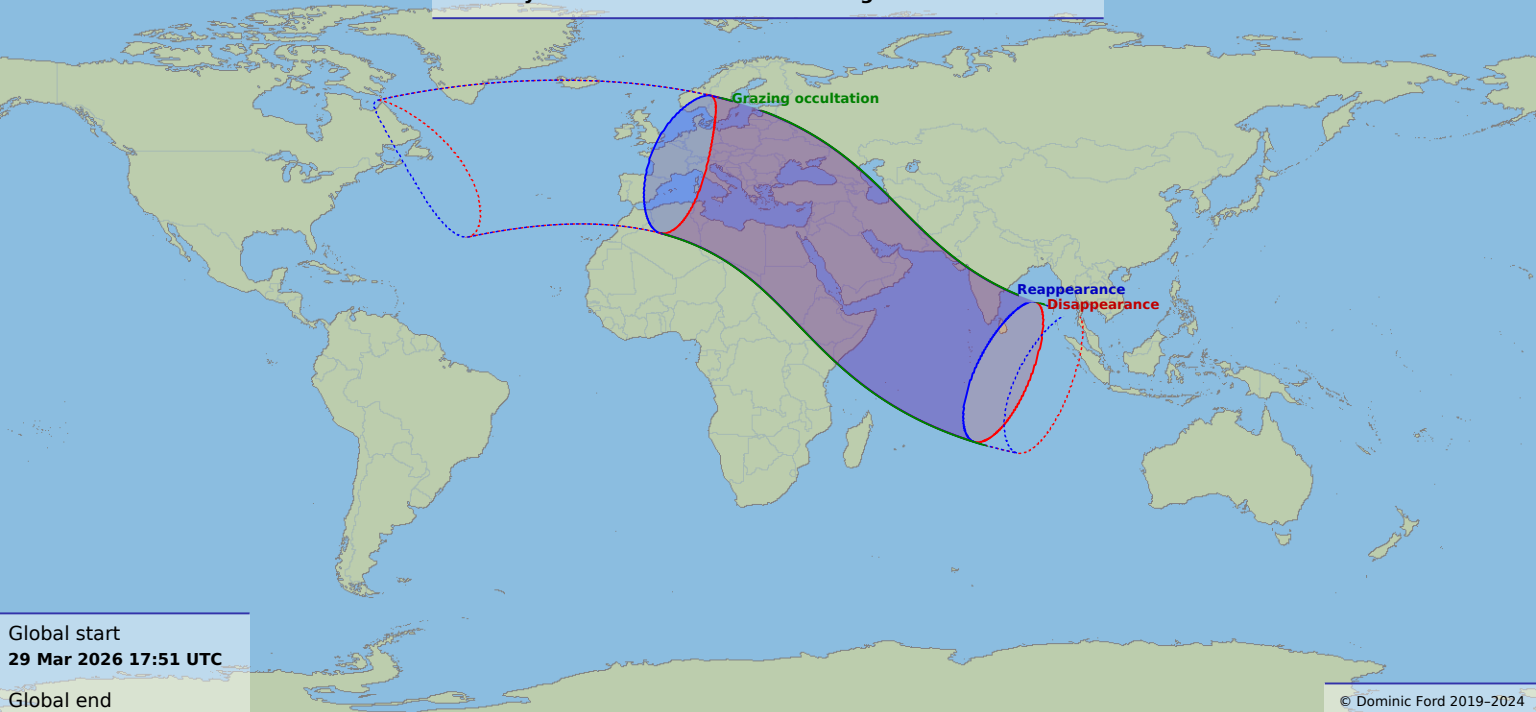 Grazing occultation
Reappearance
Disappearance
Global start
29 Mar 2026 17:51 UTC
Global end
© Dominic Ford 2019–2024